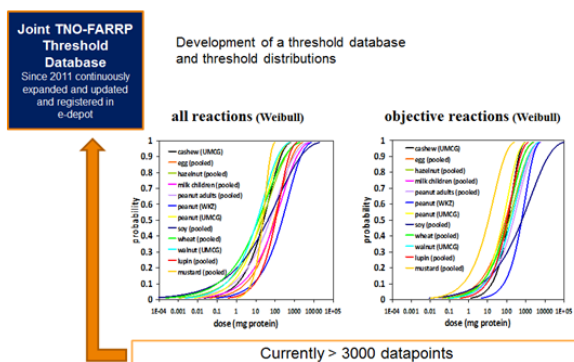 Joint TNO-FARRP
Threshold
Database
Since 2011 continuously
expanded and updated
and registered in
e-depot
Development of a threshold database
and threshold distributions
all reactions (Weibull)
probability
1
0.9
0.8
0.7
0.6
0.5
0.4
0.3
0.2
0.1
0
cashew (UMCG)
egg (pooled)
hazelnut (pooled)
milk children (pooled)
peanut adults (pooled)
peanut (WKZ)
peanut (UMCG)
soy (pooled)
wheat (pooled)
walnut (UMCG)
lupin (pooled)
mustard (pooled)
1E-04 0.001 0.01 0.1 1 10 100 1000 10000 1E+05
dose (mg protein)
objective reactions (Weibull)
probability
1
0.9
0.8
0.7
0.6
0.5
0.4
0.3
0.2
0.1
0
cashew (UMCG)
egg (pooled)
hazelnut (pooled)
milk children (pooled)
peanut adults (pooled)
peanut (WKZ)
peanut (UMCG)
soy (pooled)
wheat (pooled)
walnut (UMCG)
lupin (pooled)
mustard (pooled)
1E-04 0.001 0.01 0.1 1 10 100 1000 10000 1E+05
dose (mg protein)
Currently > 3000 datapoints